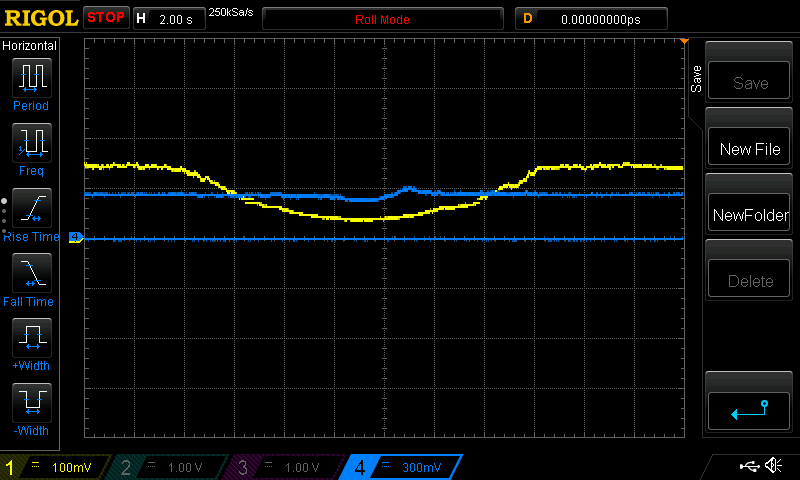 RIGOL STOP H 2.00 s 250kSa/s Roll Mode D 0.00000000ps
Horizontal
Period
Freq
Rise Time
Fall Time
+Width
-Width
4
Save
Save
New File
NewFolder
Delete
1 100mV 2 1.00 V 3 1.00 V 4 300mV